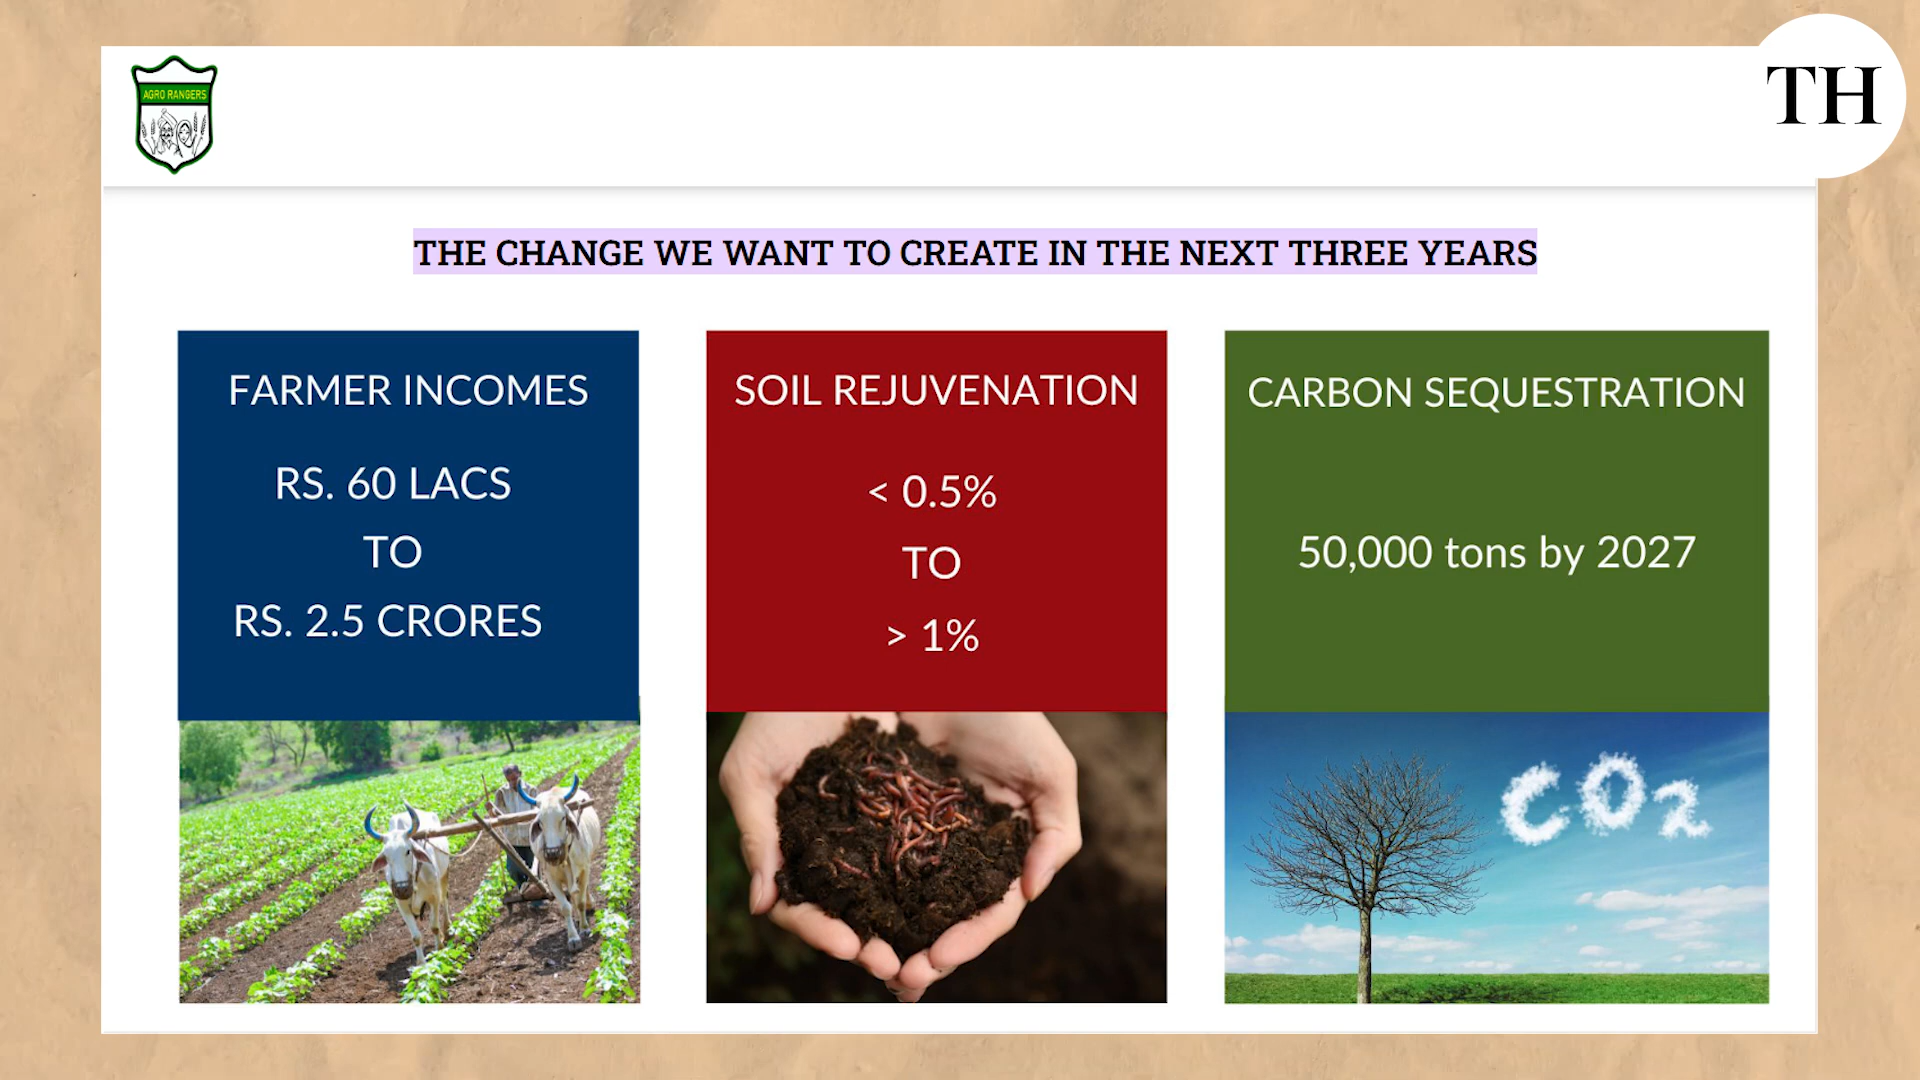 AGRO RANGERS
TH
THE CHANGE WE WANT TO CREATE IN THE NEXT THREE YEARS
FARMER INCOMES
RS. 60 LACS
TO
RS. 2.5 CRORES
SOIL REJUVENATION
< 0.5%
TO
> 1%
CARBON SEQUESTRATION
50,000 tons by 2027
CO2